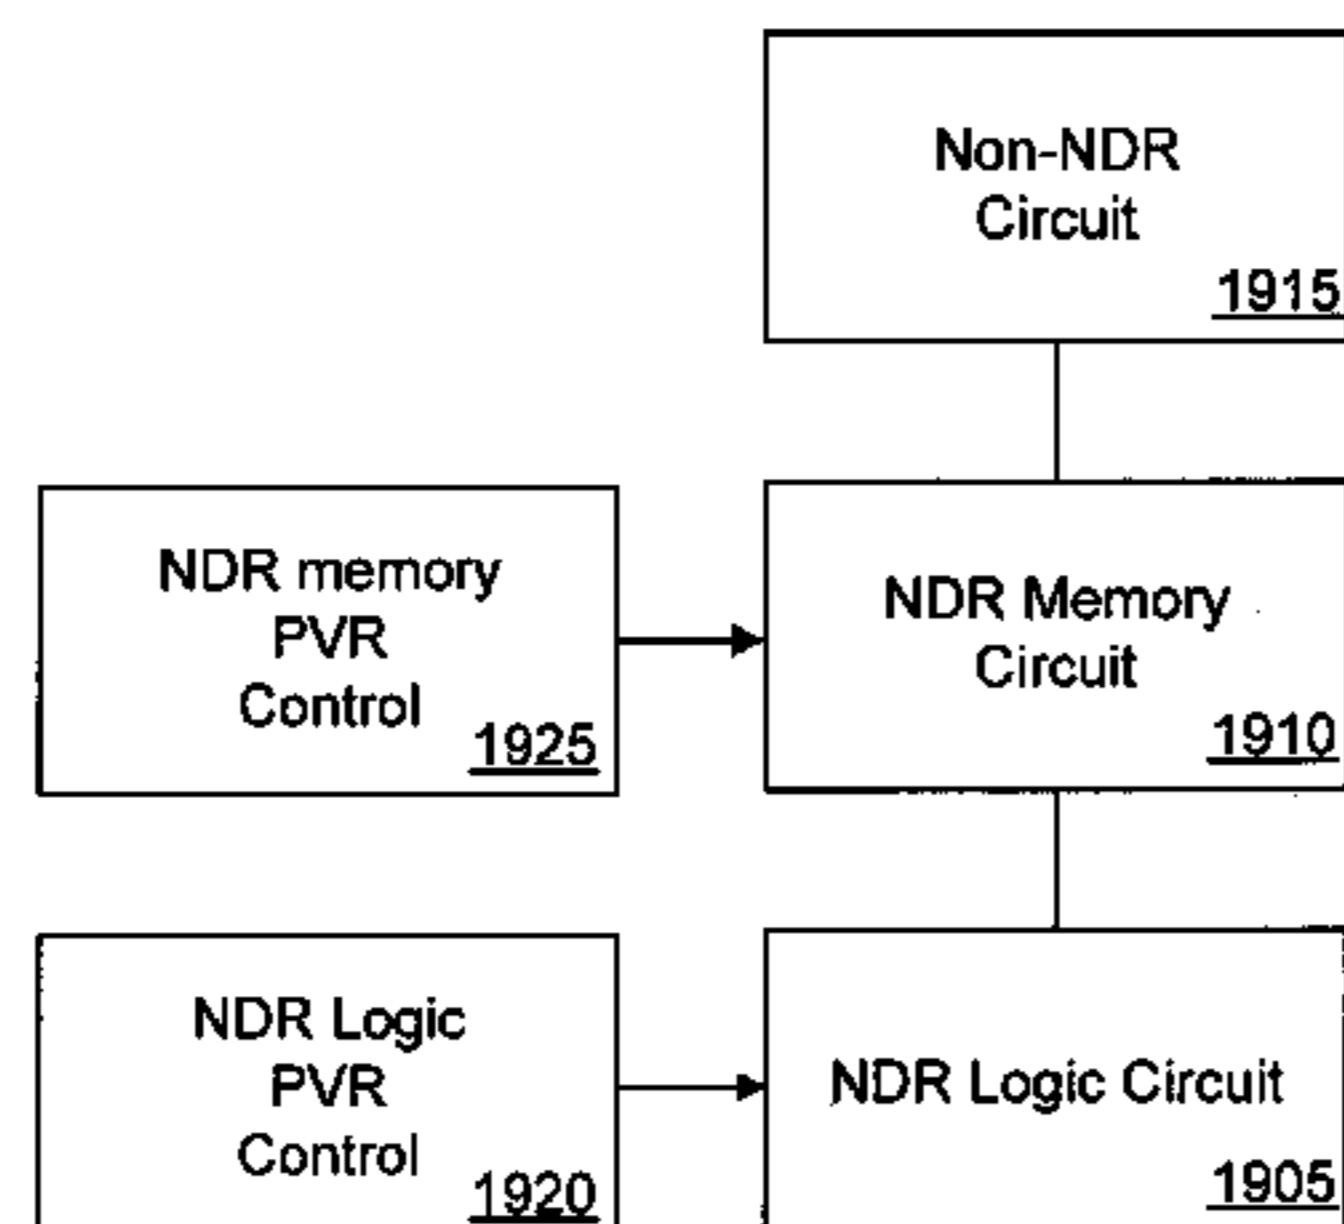 Non-NDR
Circuit
1915
NDR memory
PVR
Control
1925
NDR Memory
Circuit
1910
NDR Logic
PVR
Control
1920
NDR Logic Circuit
1905